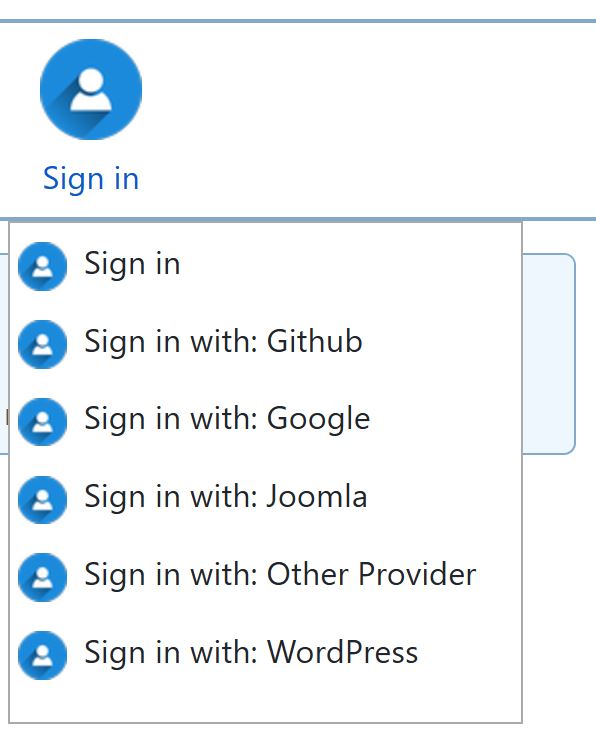 Sign in
Sign in
Sign in with: Github
Sign in with: Google
Sign in with: Joomla
Sign in with: Other Provider
Sign in with: WordPress